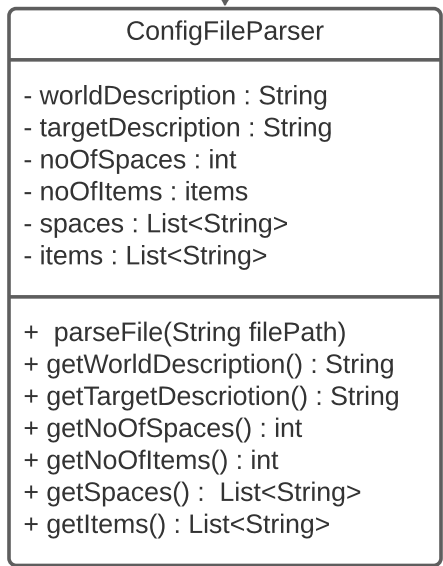 ConfigFileParser
- worldDescription : String
- targetDescription : String
- noOfSpaces : int
- noOfItems : items
- spaces : List<String>
- items : List<String>
+  parseFile(String filePath)
+ getWorldDescription() : String
+ getTargetDescriotion() : String
+ getNoOfSpaces() : int
+ getNoOfItems() : int
+ getSpaces() :  List<String>
+ getItems() : List<String>